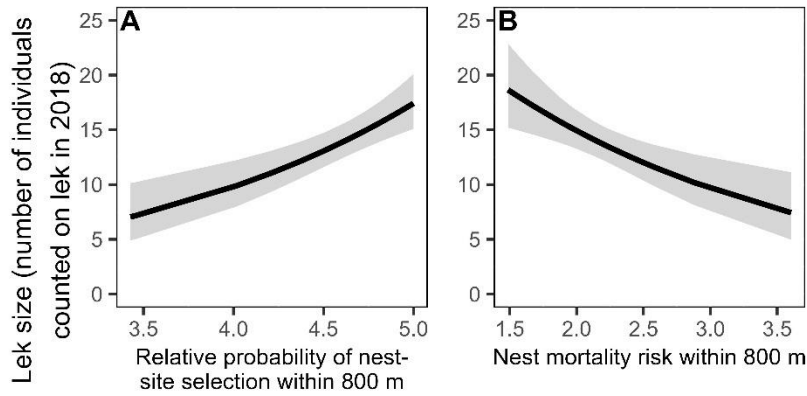 Lek size (number of individuals
counted on lek in 2018)
A
25
20
15
10
5
0
3.5 4.0 4.5 5.0
Relative probability of nest-
site selection within 800 m
B
25
20
15
10
5
0
1.5 2.0 2.5 3.0 3.5
Nest mortality risk within 800 m